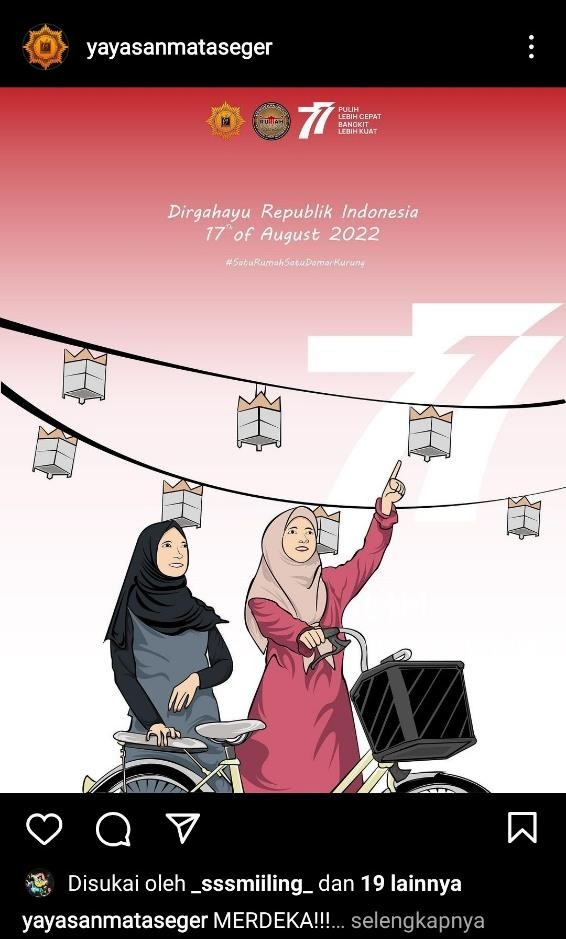 yayasanmataseger
77 PULIH
LEBIH CEPAT
BANGKIT
LEBIH KUAT
Dirgahayu Republik Indonesia
17th of August 2022
#SatuRumahSatuDamarKurung
77
Disukai oleh _sssmiiling_ dan 19 lainnya
yayasanmataseger MERDEKA!!!... selengkapnya